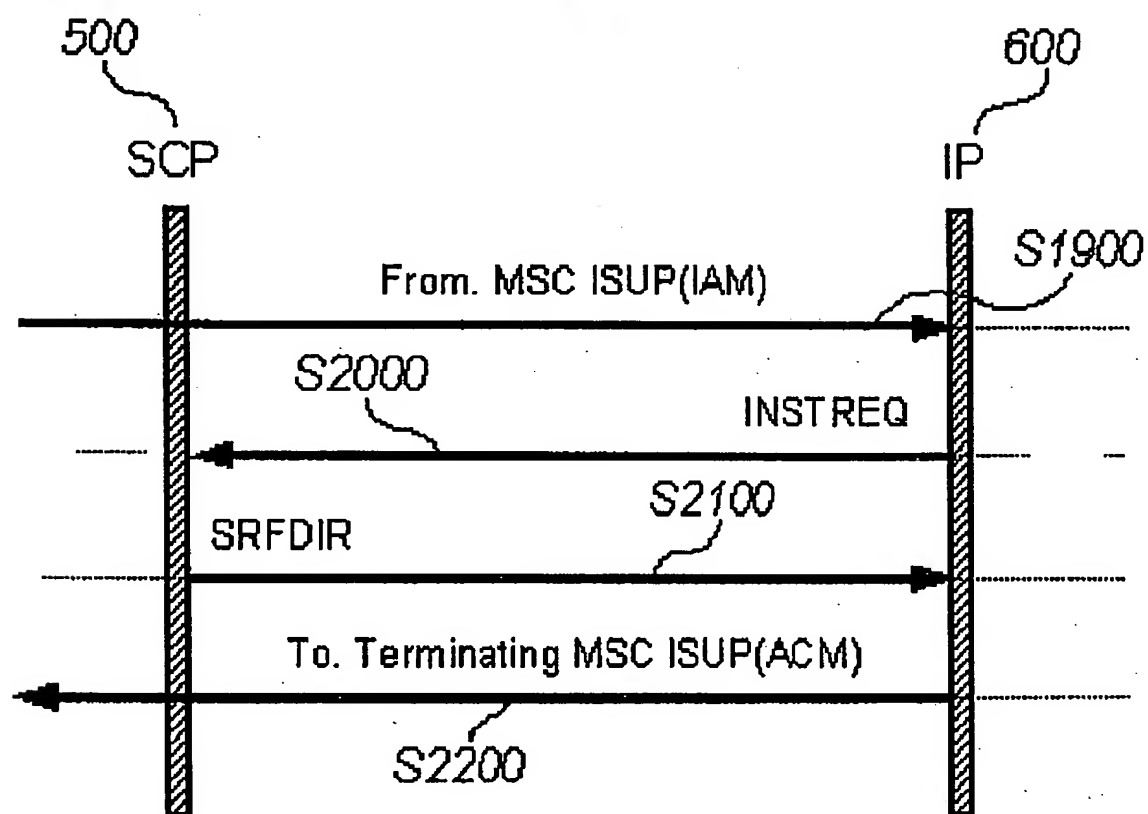 500 600
SCP IP
S1900
From. MSC ISUP(IAM)
S2000
INSTREQ
S2100
SRFDIR
To. Terminating MSC ISUP(ACM)
S2200